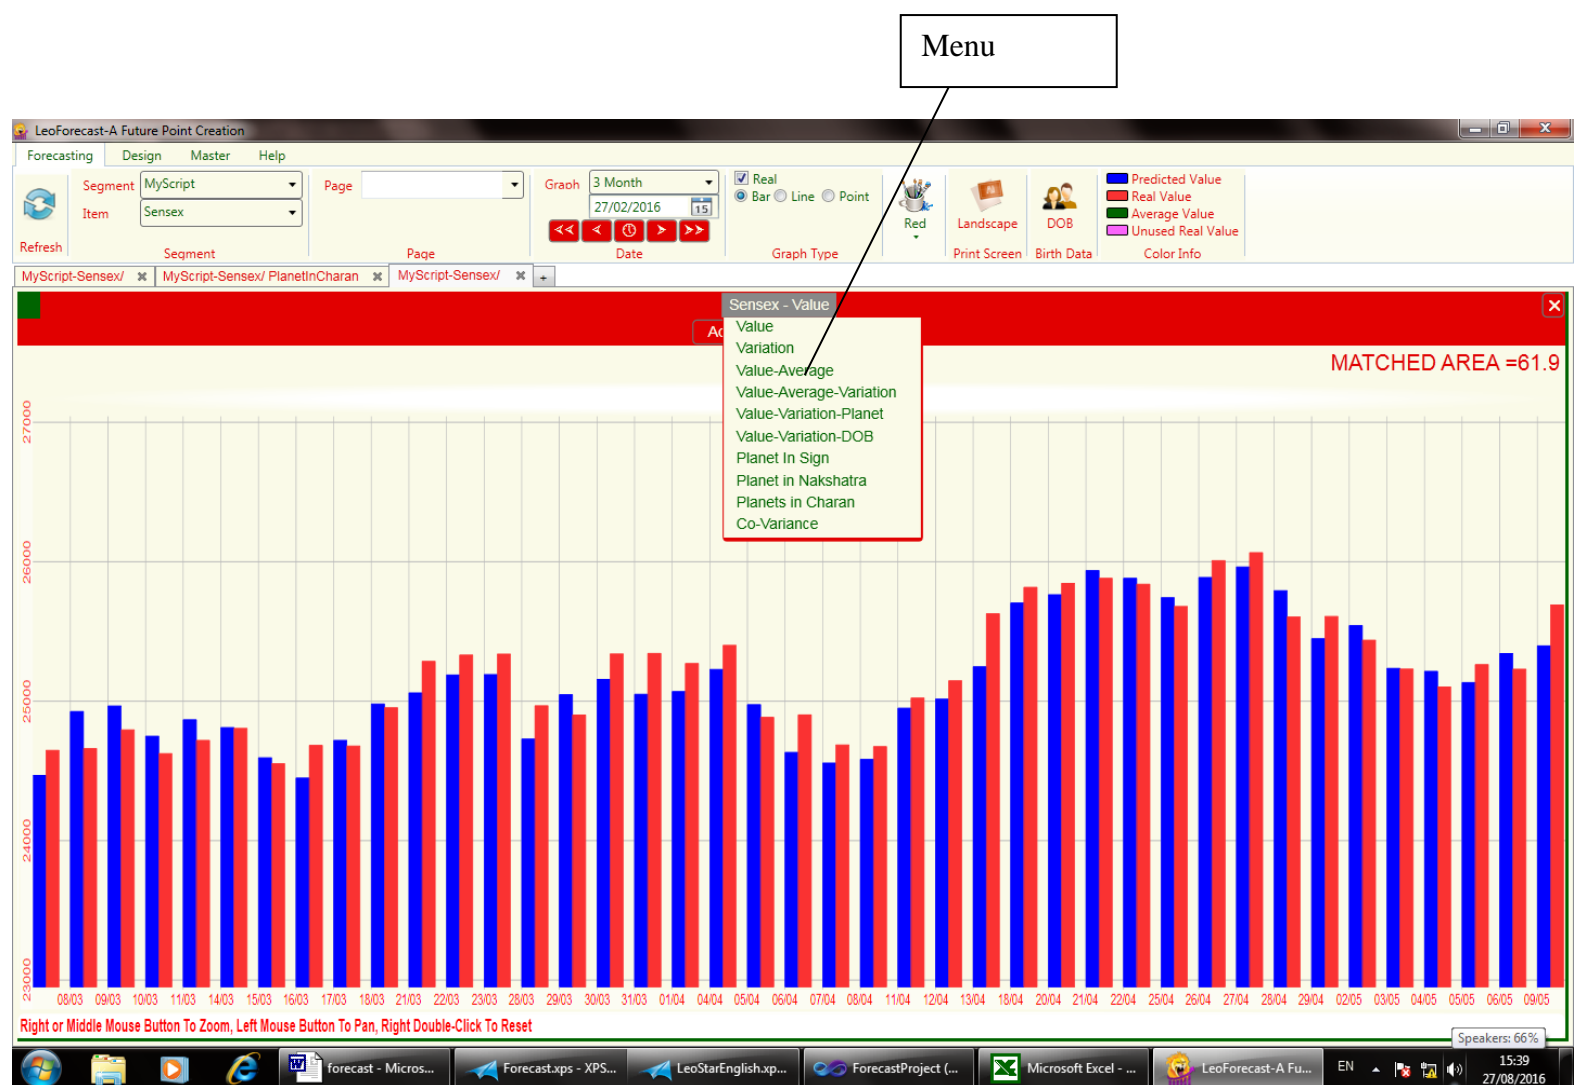 Menu
LeoForecast-A Future Point Creation
Forecasting Design Master Help
Segment MyScript
Item Sensex
Refresh
Segment
Page
Page
Graph 3 Month
27/02/2016 15
<< < > >>
Date
Real
Bar Line Point
Graph Type
Red
Landscape
Print Screen
DOB
Birth Data
Predicted Value
Real Value
Average Value
Unused Real Value
Color Info
MyScript-Sensex/ MyScript-Sensex/ PlanetInCharan MyScript-Sensex/ +
Sensex - Value
Value
Variation
Value-Average
Value-Average-Variation
Value-Variation-Planet
Value-Variation-DOB
Planet In Sign
Planet in Nakshatra
Planets in Charan
Co-Variance
MATCHED AREA =61.9
27000
26000
25000
24000
23000
08/03 09/03 10/03 11/03 14/03 15/03 16/03 17/03 18/03 21/03 22/03 23/03 28/03 29/03 30/03 31/03 01/04 04/04 05/04 06/04 07/04 08/04 11/04 12/04 13/04 18/04 20/04 21/04 22/04 25/04 26/04 27/04 28/04 29/04 02/05 03/05 04/05 05/05 06/05 09/05
Right or Middle Mouse Button To Zoom, Left Mouse Button To Pan, Right Double-Click To Reset
Speakers: 66%
forecast - Micros... Forecast.xps - XPS... LeoStarEnglish.xp... ForecastProject (... Microsoft Excel - ... LeoForecast-A Fu... EN 15:39
27/08/2016